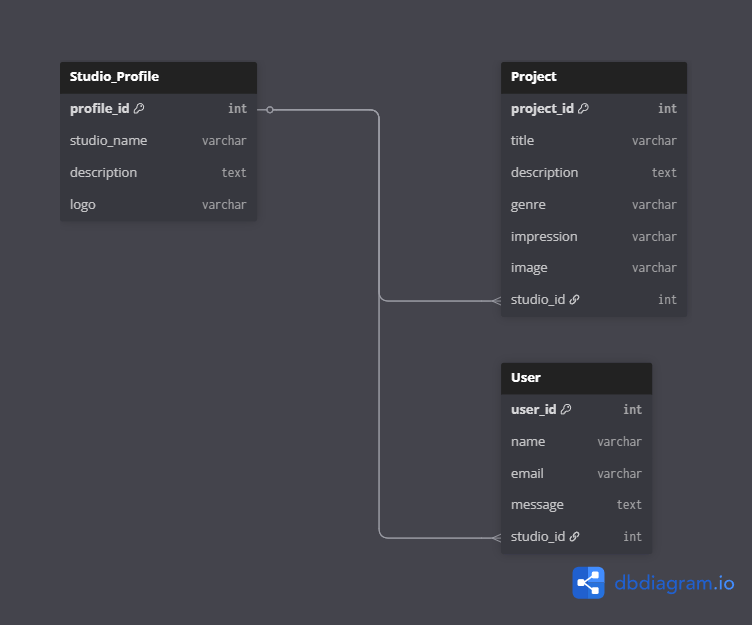 Studio_Profile
profile_id int
studio_name varchar
description text
logo varchar
Project
project_id int
title varchar
description text
genre varchar
impression varchar
image varchar
studio_id int
User
user_id int
name varchar
email varchar
message text
studio_id int
dbdiagram.io